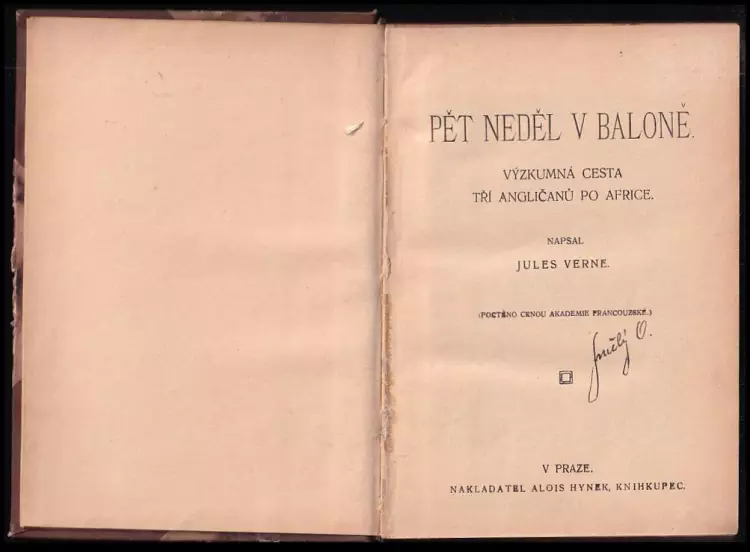 PĚT NEDĚL V BALONĚ.
VÝZKUMNÁ CESTA
TŘÍ ANGLIČANŮ PO AFRICE.
NAPSAL
JULES VERNE.
(POCTĚNO CENOU AKADEMIE FRANCOUZSKÉ.)
O.
V PRAZE.
NAKLADATEL ALOIS HYNEK, KNIHKUPEC.